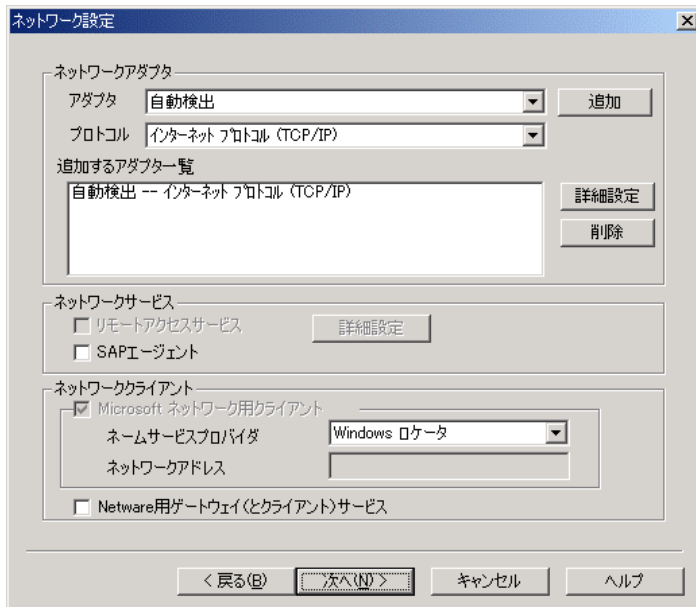 ネットワーク設定
ネットワークアダプタ
アダプタ 自動検出 追加
プロトコル インターネット プロトコル (TCP/IP)
追加するアダプタ一覧
自動検出 -- インターネット プロトコル (TCP/IP)
詳細設定
削除
ネットワークサービス
リモートアクセスサービス 詳細設定
SAPエージェント
ネットワーククライアント
Microsoft ネットワーク用クライアント
ネームサービスプロバイダ Windows ロケータ
ネットワークアドレス
Netware用ゲートウェイ(とクライアント)サービス
< 戻る(B) 次へ(N) > キャンセル ヘルプ